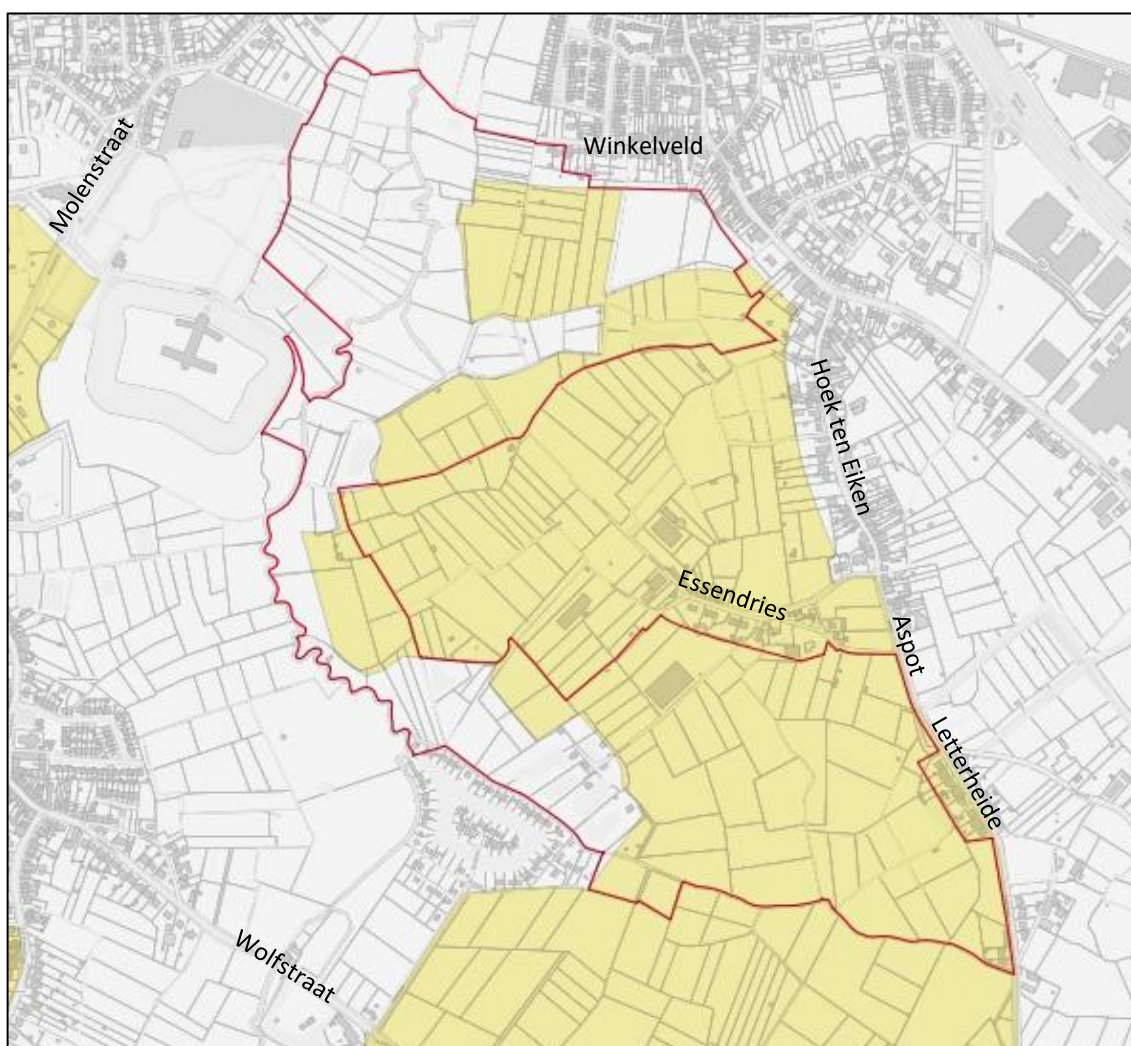 Winkelveld
Molenstraat
Hoek ten Eiken
Essendries
Aspot
Letterheide
Wolfstraat